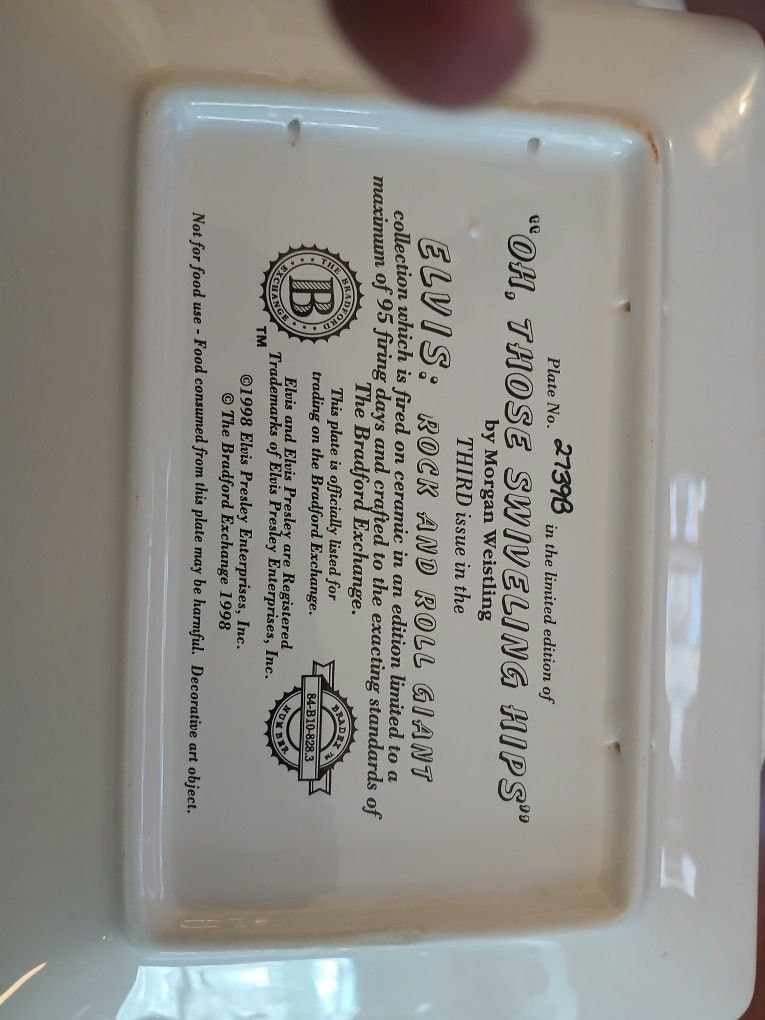 Plate No. 2739B in the limited edition of
"OH, THOSE SWIVELING HIPS"
by Morgan Weistling
THIRD issue in the
ELVIS: ROCK AND ROLL GIANT
collection which is fired on ceramic in an edition limited to a
maximum of 95 firing days and crafted to the exacting standards of
The Bradford Exchange.
This plate is officially listed for
trading on the Bradford Exchange.
THE BRADFORD
B
EXCHANGE
TM
Elvis and Elvis Presley are Registered
Trademarks of Elvis Presley Enterprises, Inc.
©1998 Elvis Presley Enterprises, Inc.
© The Bradford Exchange 1998
BRADEX
84-B10-828.3
NUMBER
Not for food use - Food consumed from this plate may be harmful. Decorative art object.